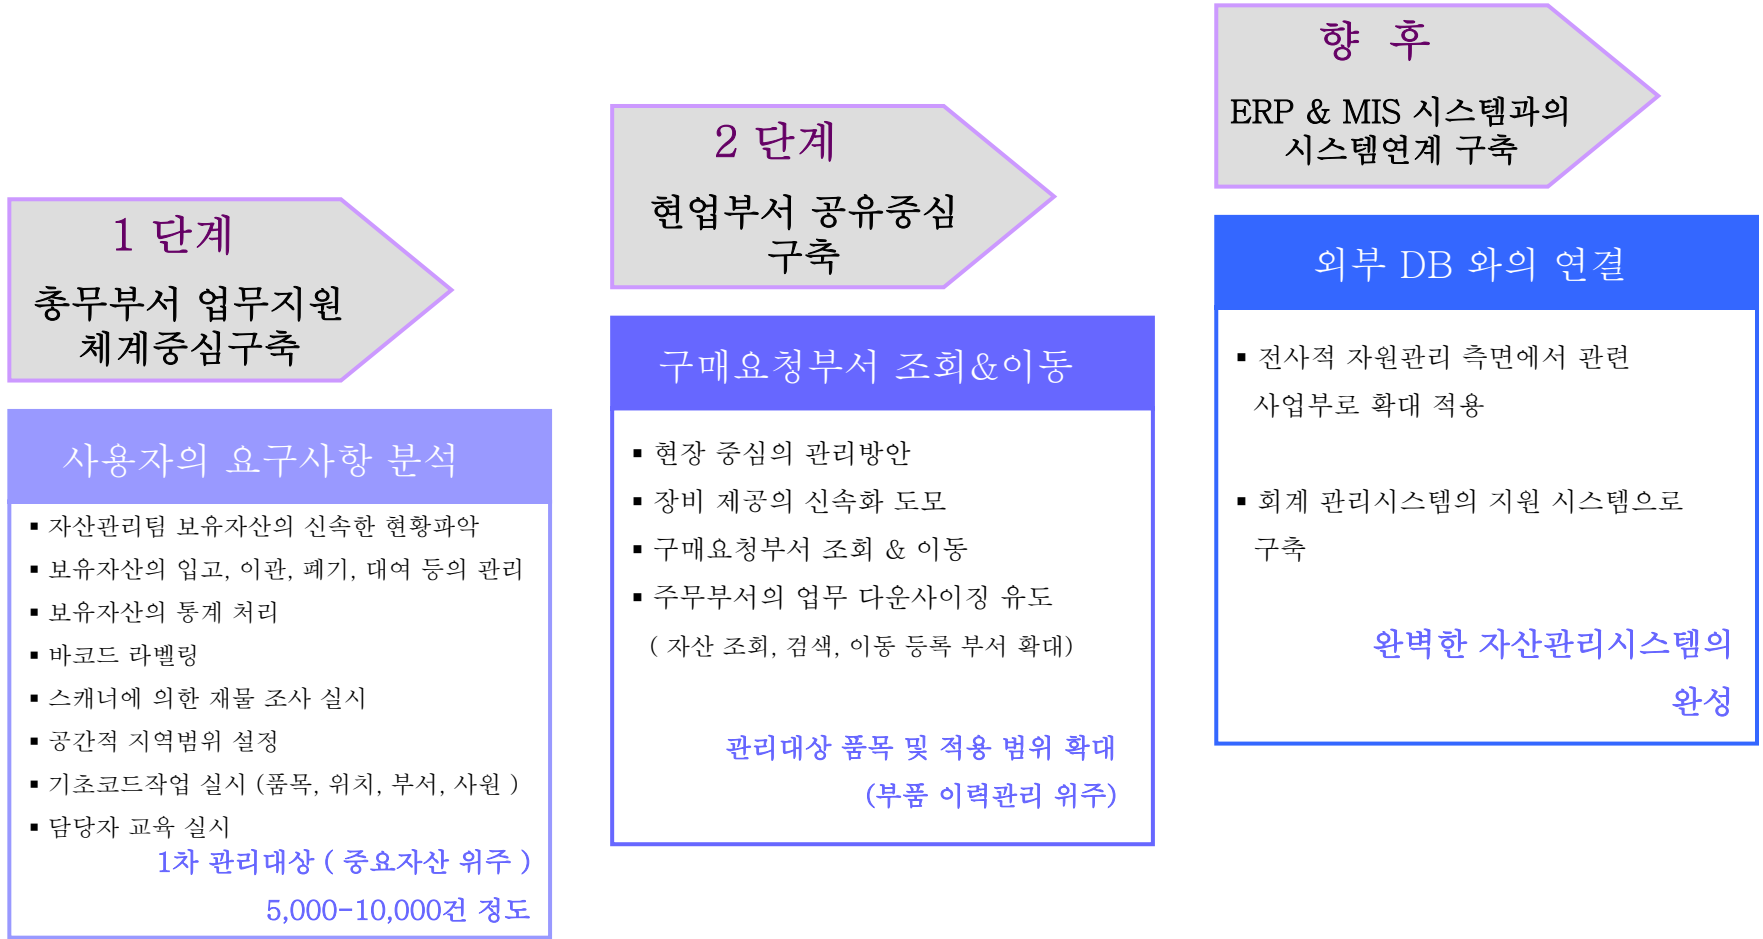 1 단계
총무부서 업무지원
체계중심구축
사용자의 요구사항 분석
▪ 자산관리팀 보유자산의 신속한 현황파악
▪ 보유자산의 입고, 이관, 폐기, 대여 등의 관리
▪ 보유자산의 통계 처리
▪ 바코드 라벨링
▪ 스캐너에 의한 재물 조사 실시
▪ 공간적 지역범위 설정
▪ 기초코드작업 실시 (품목, 위치, 부서, 사원 )
▪ 담당자 교육 실시
1차 관리대상 ( 중요자산 위주 )
5,000-10,000건 정도
2 단계
현업부서 공유중심
구축
구매요청부서 조회&이동
▪ 현장 중심의 관리방안
▪ 장비 제공의 신속화 도모
▪ 구매요청부서 조회 & 이동
▪ 주무부서의 업무 다운사이징 유도
( 자산 조회, 검색, 이동 등록 부서 확대)
관리대상 품목 및 적용 범위 확대
(부품 이력관리 위주)
향 후
ERP & MIS 시스템과의
시스템연계 구축
외부 DB 와의 연결
▪ 전사적 자원관리 측면에서 관련
사업부로 확대 적용
▪ 회계 관리시스템의 지원 시스템으로
구축
완벽한 자산관리시스템의
완성